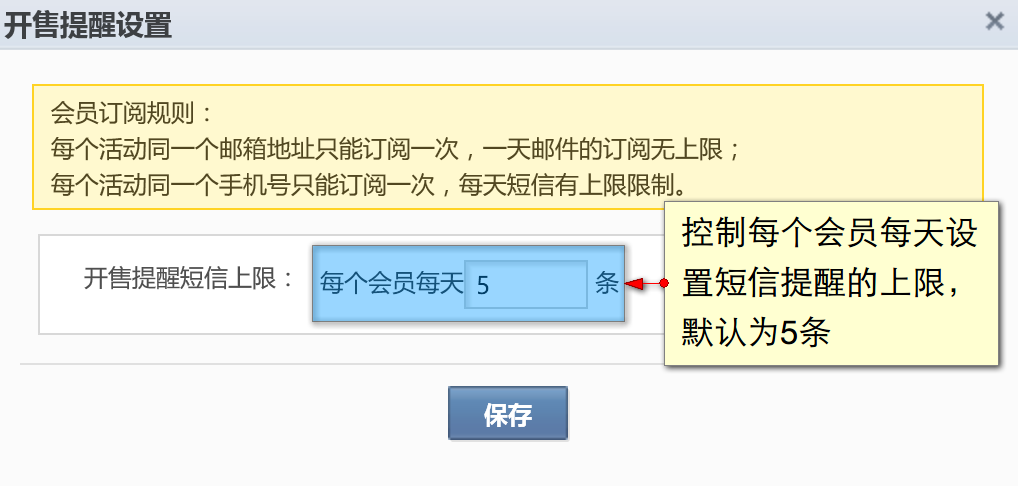 开售提醒设置
会员订阅规则：
每个活动同一个邮箱地址只能订阅一次，一天邮件的订阅无上限；
每个活动同一个手机号只能订阅一次，每天短信有上限限制。
开售提醒短信上限： 每个会员每天 5 条
控制每个会员每天设
置短信提醒的上限，
默认为5条
保存